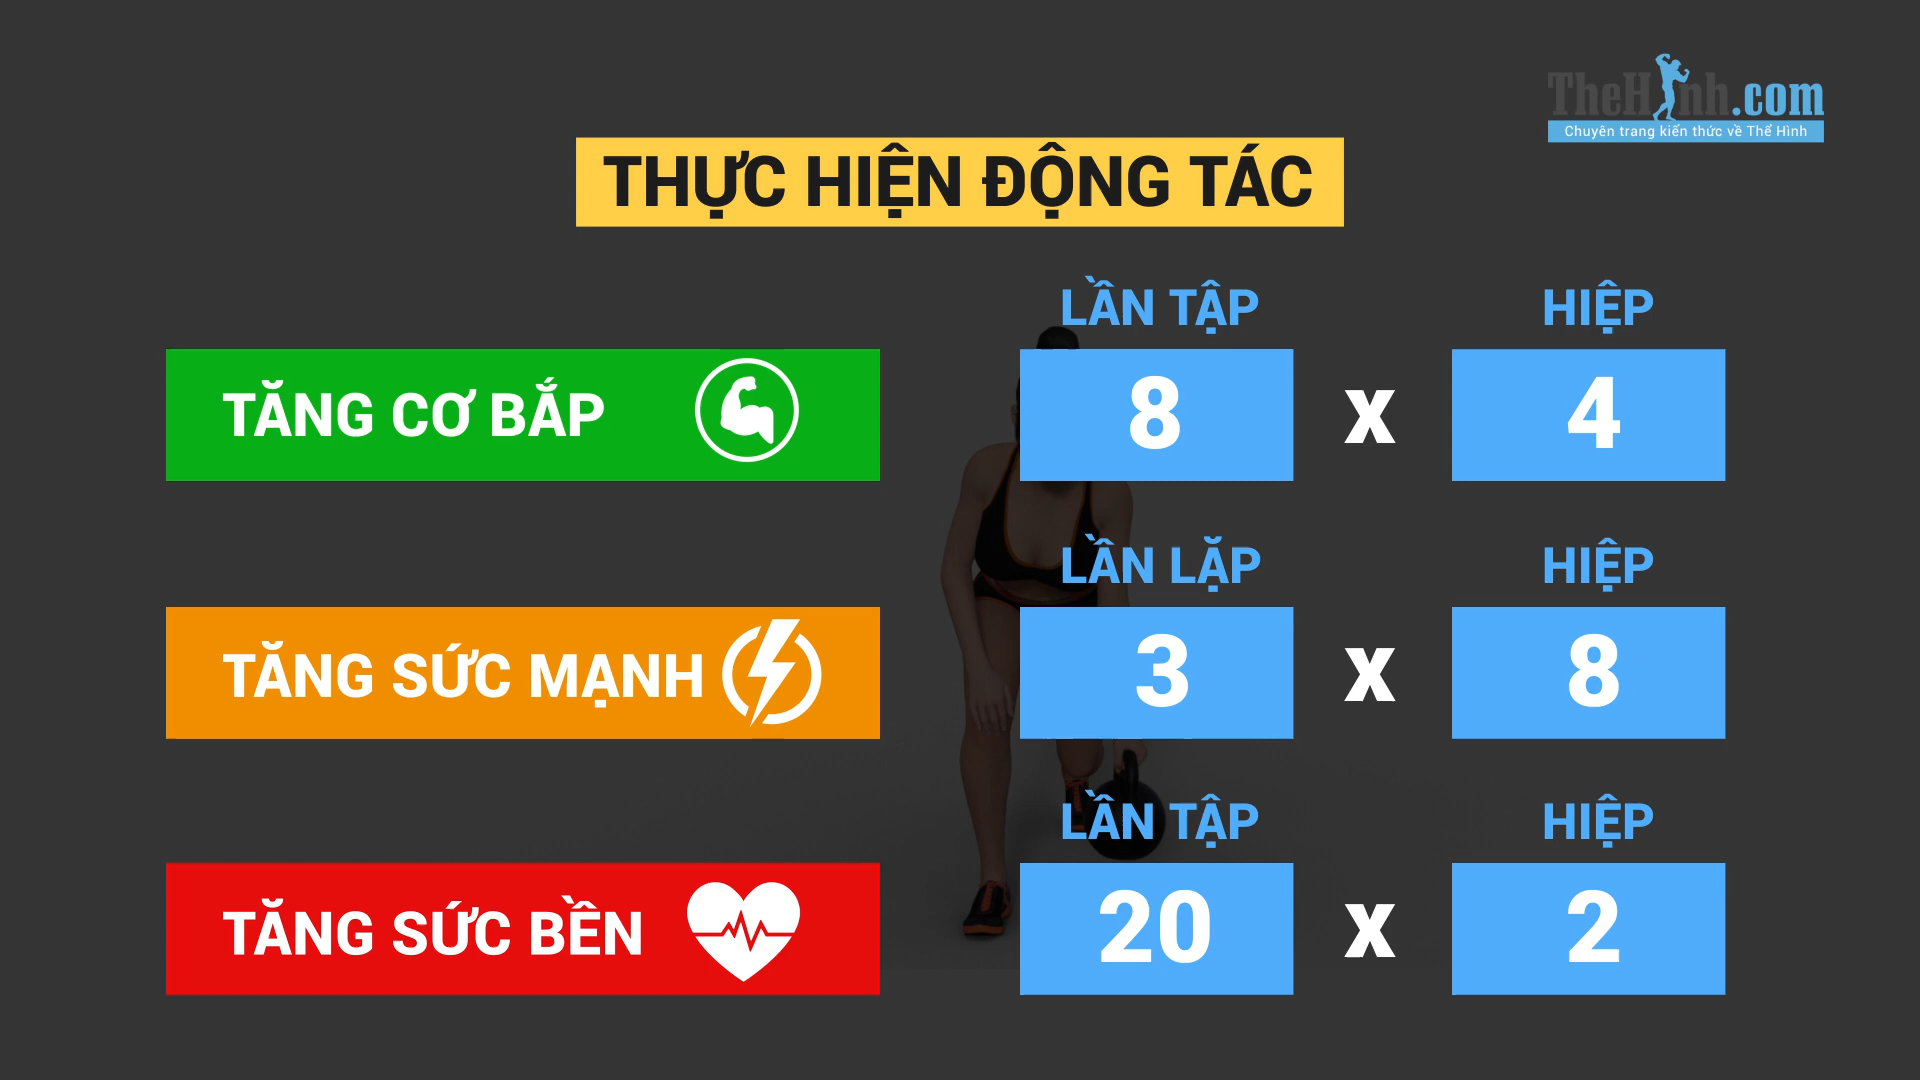 TheHình.com
Chuyên trang kiến thức về Thể Hình
THỰC HIỆN ĐỘNG TÁC
LẦN TẬP HIỆP
TĂNG CƠ BẮP 8 X 4
LẦN LẶP HIỆP
TĂNG SỨC MẠNH 3 X 8
LẦN TẬP HIỆP
TĂNG SỨC BỀN 20 X 2